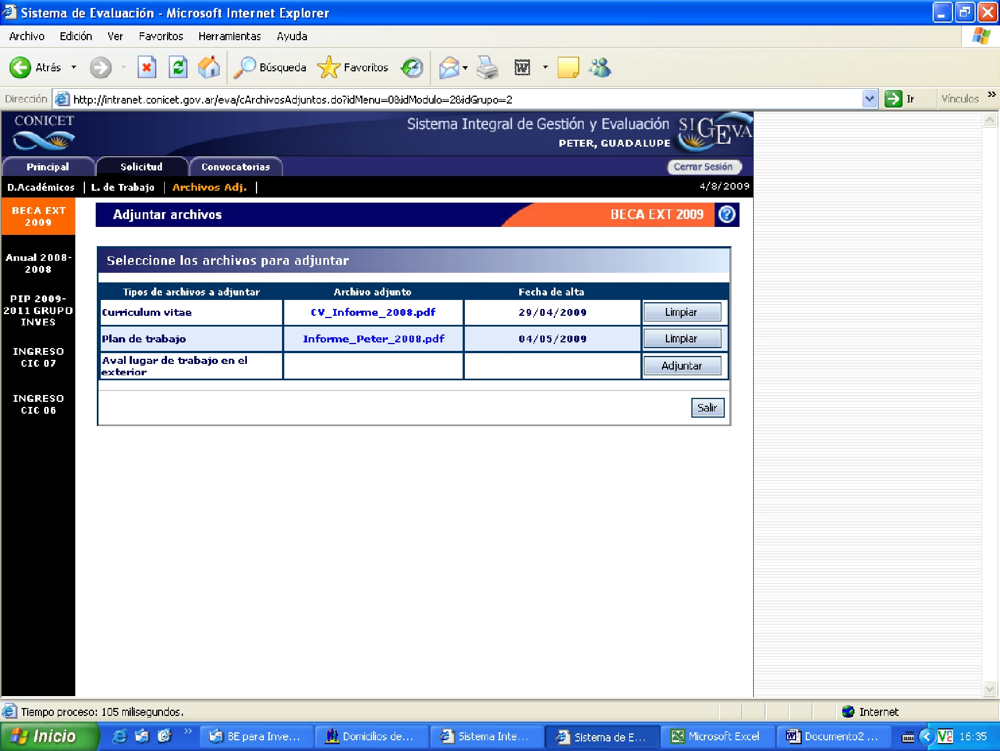 Sistema de Evaluación - Microsoft Internet Explorer
Archivo Edición Ver Favoritos Herramientas Ayuda
Atrás Búsqueda Favoritos
Dirección http://intranet.conicet.gov.ar/eva/cArchivosAdjuntos.do?idMenu=0&idModulo=2&idGrupo=2 Ir Vínculos »
CONICET Sistema Integral de Gestión y Evaluación SIGEVA
PETER, GUADALUPE
Principal Solicitud Convocatorias Cerrar Sesión
D.Académicos | L. de Trabajo | Archivos Adj. | 4/8/2009
BECA EXT
2009
Anual 2008-
2008
PIP 2009-
2011 GRUPO
INVES
INGRESO
CIC 07
INGRESO
CIC 06
Adjuntar archivos BECA EXT 2009 ?
Seleccione los archivos para adjuntar
Tipos de archivos a adjuntar Archivo adjunto Fecha de alta
Curriculum vitae CV_Informe_2008.pdf 29/04/2009 Limpiar
Plan de trabajo Informe_Peter_2008.pdf 04/05/2009 Limpiar
Aval lugar de trabajo en el
exterior Adjuntar
Salir
Tiempo proceso: 105 milisegundos. Internet
Inicio » BE para Inve... Domicilios de... Sistema Inte... Sistema de E... Microsoft Excel Documento2 ... 16:35